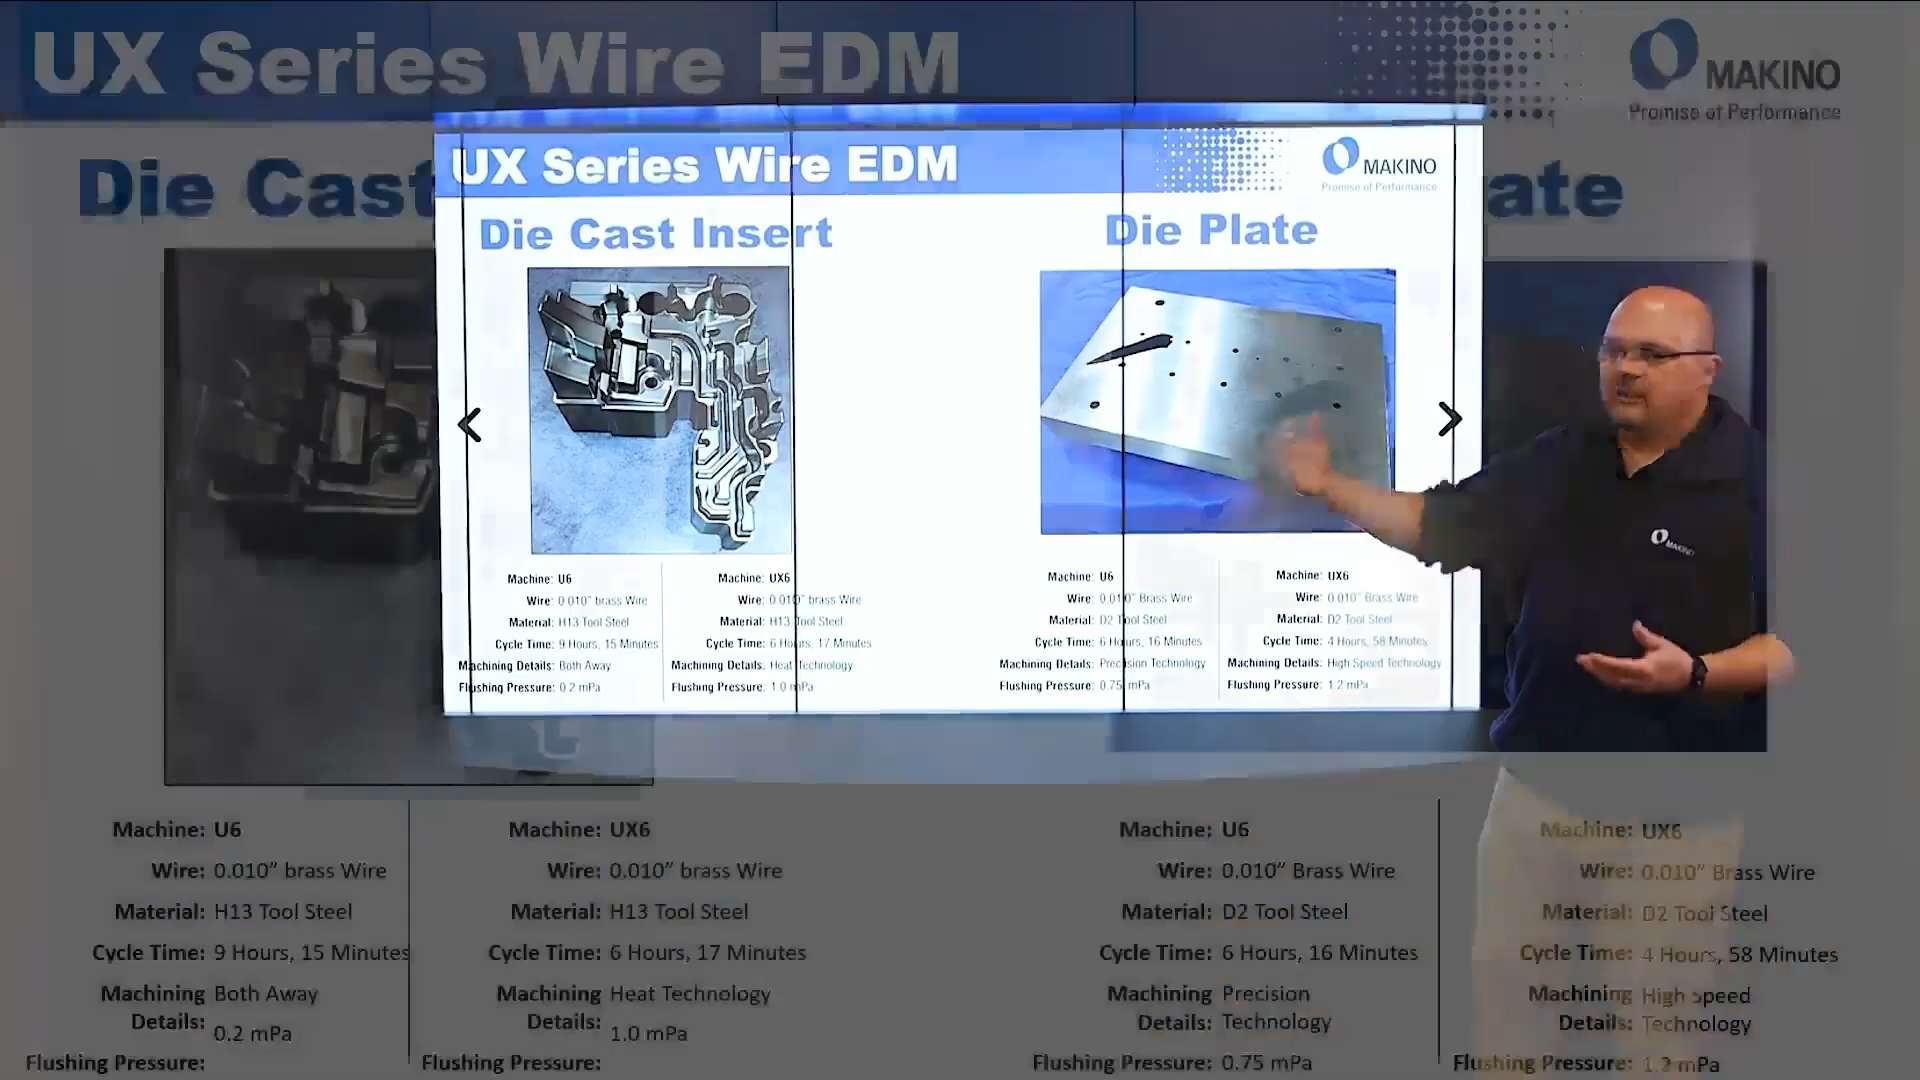 UX Series Wire EDM
MAKINO
Promise of Performance
Die Cast
ate
UX Series Wire EDM
MAKINO
Promise of Performance
Die Cast Insert
Die Plate
Machine: U6
Wire: 0.010" brass Wire
Material: H13 Tool Steel
Cycle Time: 9 Hours, 15 Minutes
Machining Details: Both Away
Flushing Pressure: 0.2 mPa
Machine: UX6
Wire: 0.010" brass Wire
Material: H13 Tool Steel
Cycle Time: 6 Hours, 17 Minutes
Machining Details: Heat Technology
Flushing Pressure: 1.0 mPa
Machine: U6
Wire: 0.010" Brass Wire
Material: D2 Tool Steel
Cycle Time: 6 Hours, 16 Minutes
Machining Details: Precision Technology
Flushing Pressure: 0.75 mPa
Machine: UX6
Wire: 0.010" Brass Wire
Material: D2 Tool Steel
Cycle Time: 4 Hours, 58 Minutes
Machining Details: High Speed Technology
Flushing Pressure: 1.2 mPa
MAKINO
Machine: U6
Wire: 0.010" brass Wire
Material: H13 Tool Steel
Cycle Time: 9 Hours, 15 Minutes
Machining Both Away
Details:
0.2 mPa
Flushing Pressure:
Machine: UX6
Wire: 0.010" brass Wire
Material: H13 Tool Steel
Cycle Time: 6 Hours, 17 Minutes
Machining Heat Technology
Details:
1.0 mPa
Flushing Pressure:
Machine: U6
Wire: 0.010" Brass Wire
Material: D2 Tool Steel
Cycle Time: 6 Hours, 16 Minutes
Machining Precision
Details: Technology
Flushing Pressure: 0.75 mPa
Machine: UX6
Wire: 0.010" Brass Wire
Material: D2 Tool Steel
Cycle Time: 4 Hours, 58 Minutes
Machining High Speed
Details: Technology
Flushing Pressure: 1.2 mPa